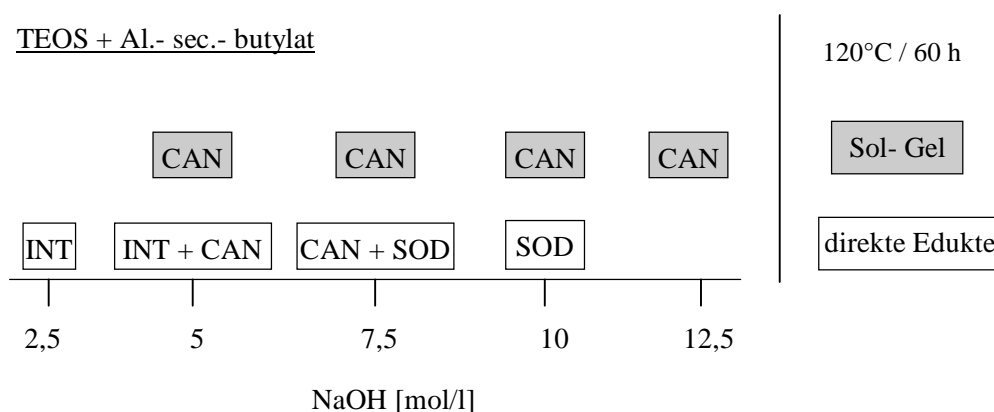 TEOS + Al.- sec.- butylat
120°C / 60 h
CAN CAN CAN CAN
Sol- Gel
INT INT + CAN CAN + SOD SOD
direkte Edukte
2,5 5 7,5 10 12,5
NaOH [mol/l]